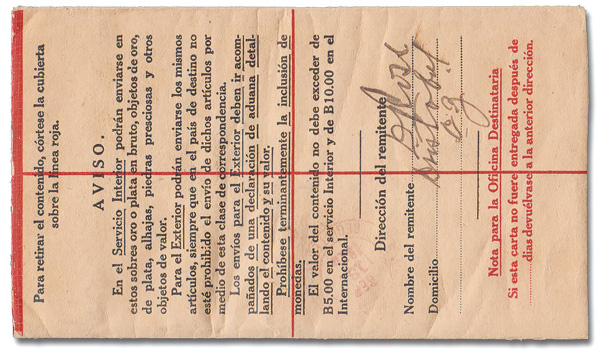 Para retirar el contenido, córtese la cubierta
sobre la línea roja.
AVISO.
En el Servicio Interior podrán enviarse en
estos sobres oro o plata en bruto, objetos de oro,
de plata, alhajas, piedras presciosas y otros
objetos de valor.
Para el Exterior podrán enviarse los mismos
artículos, siempre que en el país de destino no
esté prohibido el envío de dichos artículos por
medio de esta clase de correspondencia.
Los envíos para el Exterior deben ir acom-
pañados de una declaración de aduana detal-
lando el contenido y su valor.
Prohíbese terminantemente la inclusión de
monedas.
El valor del contenido no debe exceder de
B5.00 en el servicio Interior y de B10.00 en el
Internacional.
Dirección del remitente
Nombre del remitente
Domicilio
Nota para la Oficina Destinataria
Si esta carta no fuere entregada después de
días devuélvase a la anterior dirección.